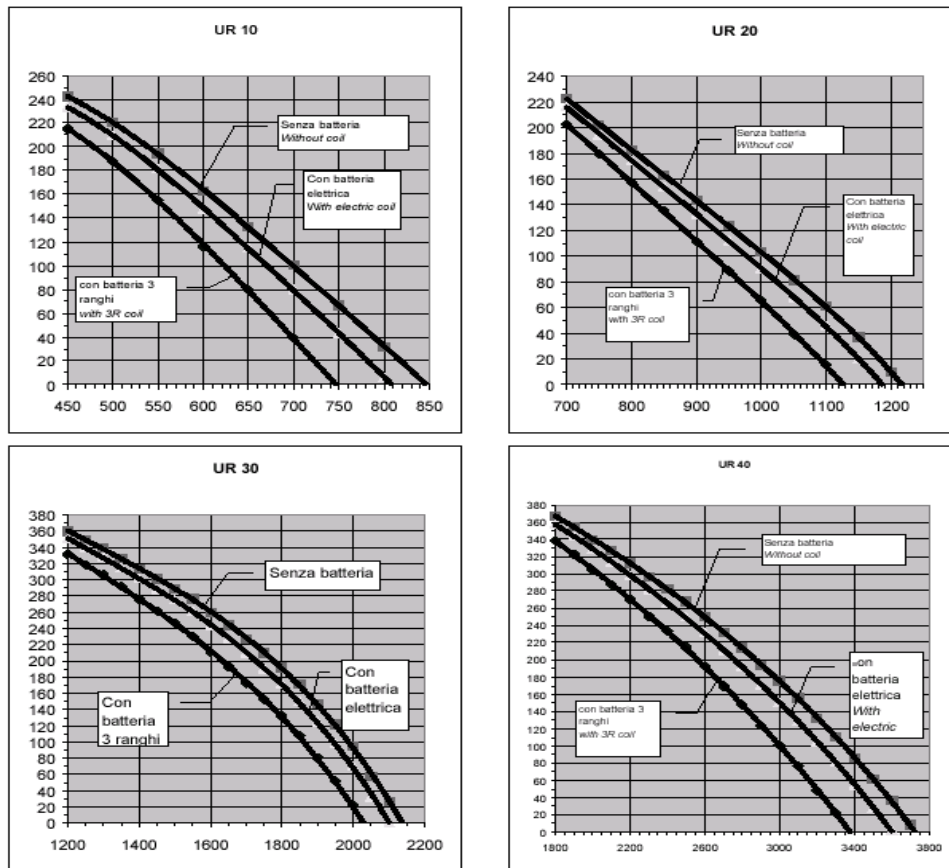 UR 10
260
240
220
200
180
160
140
120
100
80
60
40
20
0
450 500 550 600 650 700 750 800 850
Senza batteria
Without coil
Con batteria
elettrica
With electric coil
con batteria 3
ranghi
with 3R coil
UR 20
240
220
200
180
160
140
120
100
80
60
40
20
0
700 800 900 1000 1100 1200
Senza batteria
Without coil
Con batteria
elettrica
With electric
coil
con batteria 3
ranghi
with 3R coil
UR 30
380
360
340
320
300
280
260
240
220
200
180
160
140
120
100
80
60
40
20
0
1200 1400 1600 1800 2000 2200
Senza batteria
Con
batteria
elettrica
Con
batteria
3 ranghi
UR 40
380
360
340
320
300
280
260
240
220
200
180
160
140
120
100
80
60
40
20
0
1800 2200 2600 3000 3400 3800
Senza batteria
Without coil
con
batteria
elettrica
With
electric
con batteria 3
ranghi
with 3R coil